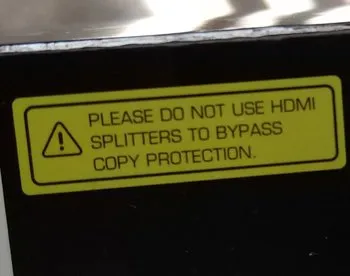 PLEASE DO NOT USE HDMI
SPLITTERS TO BYPASS
COPY PROTECTION.